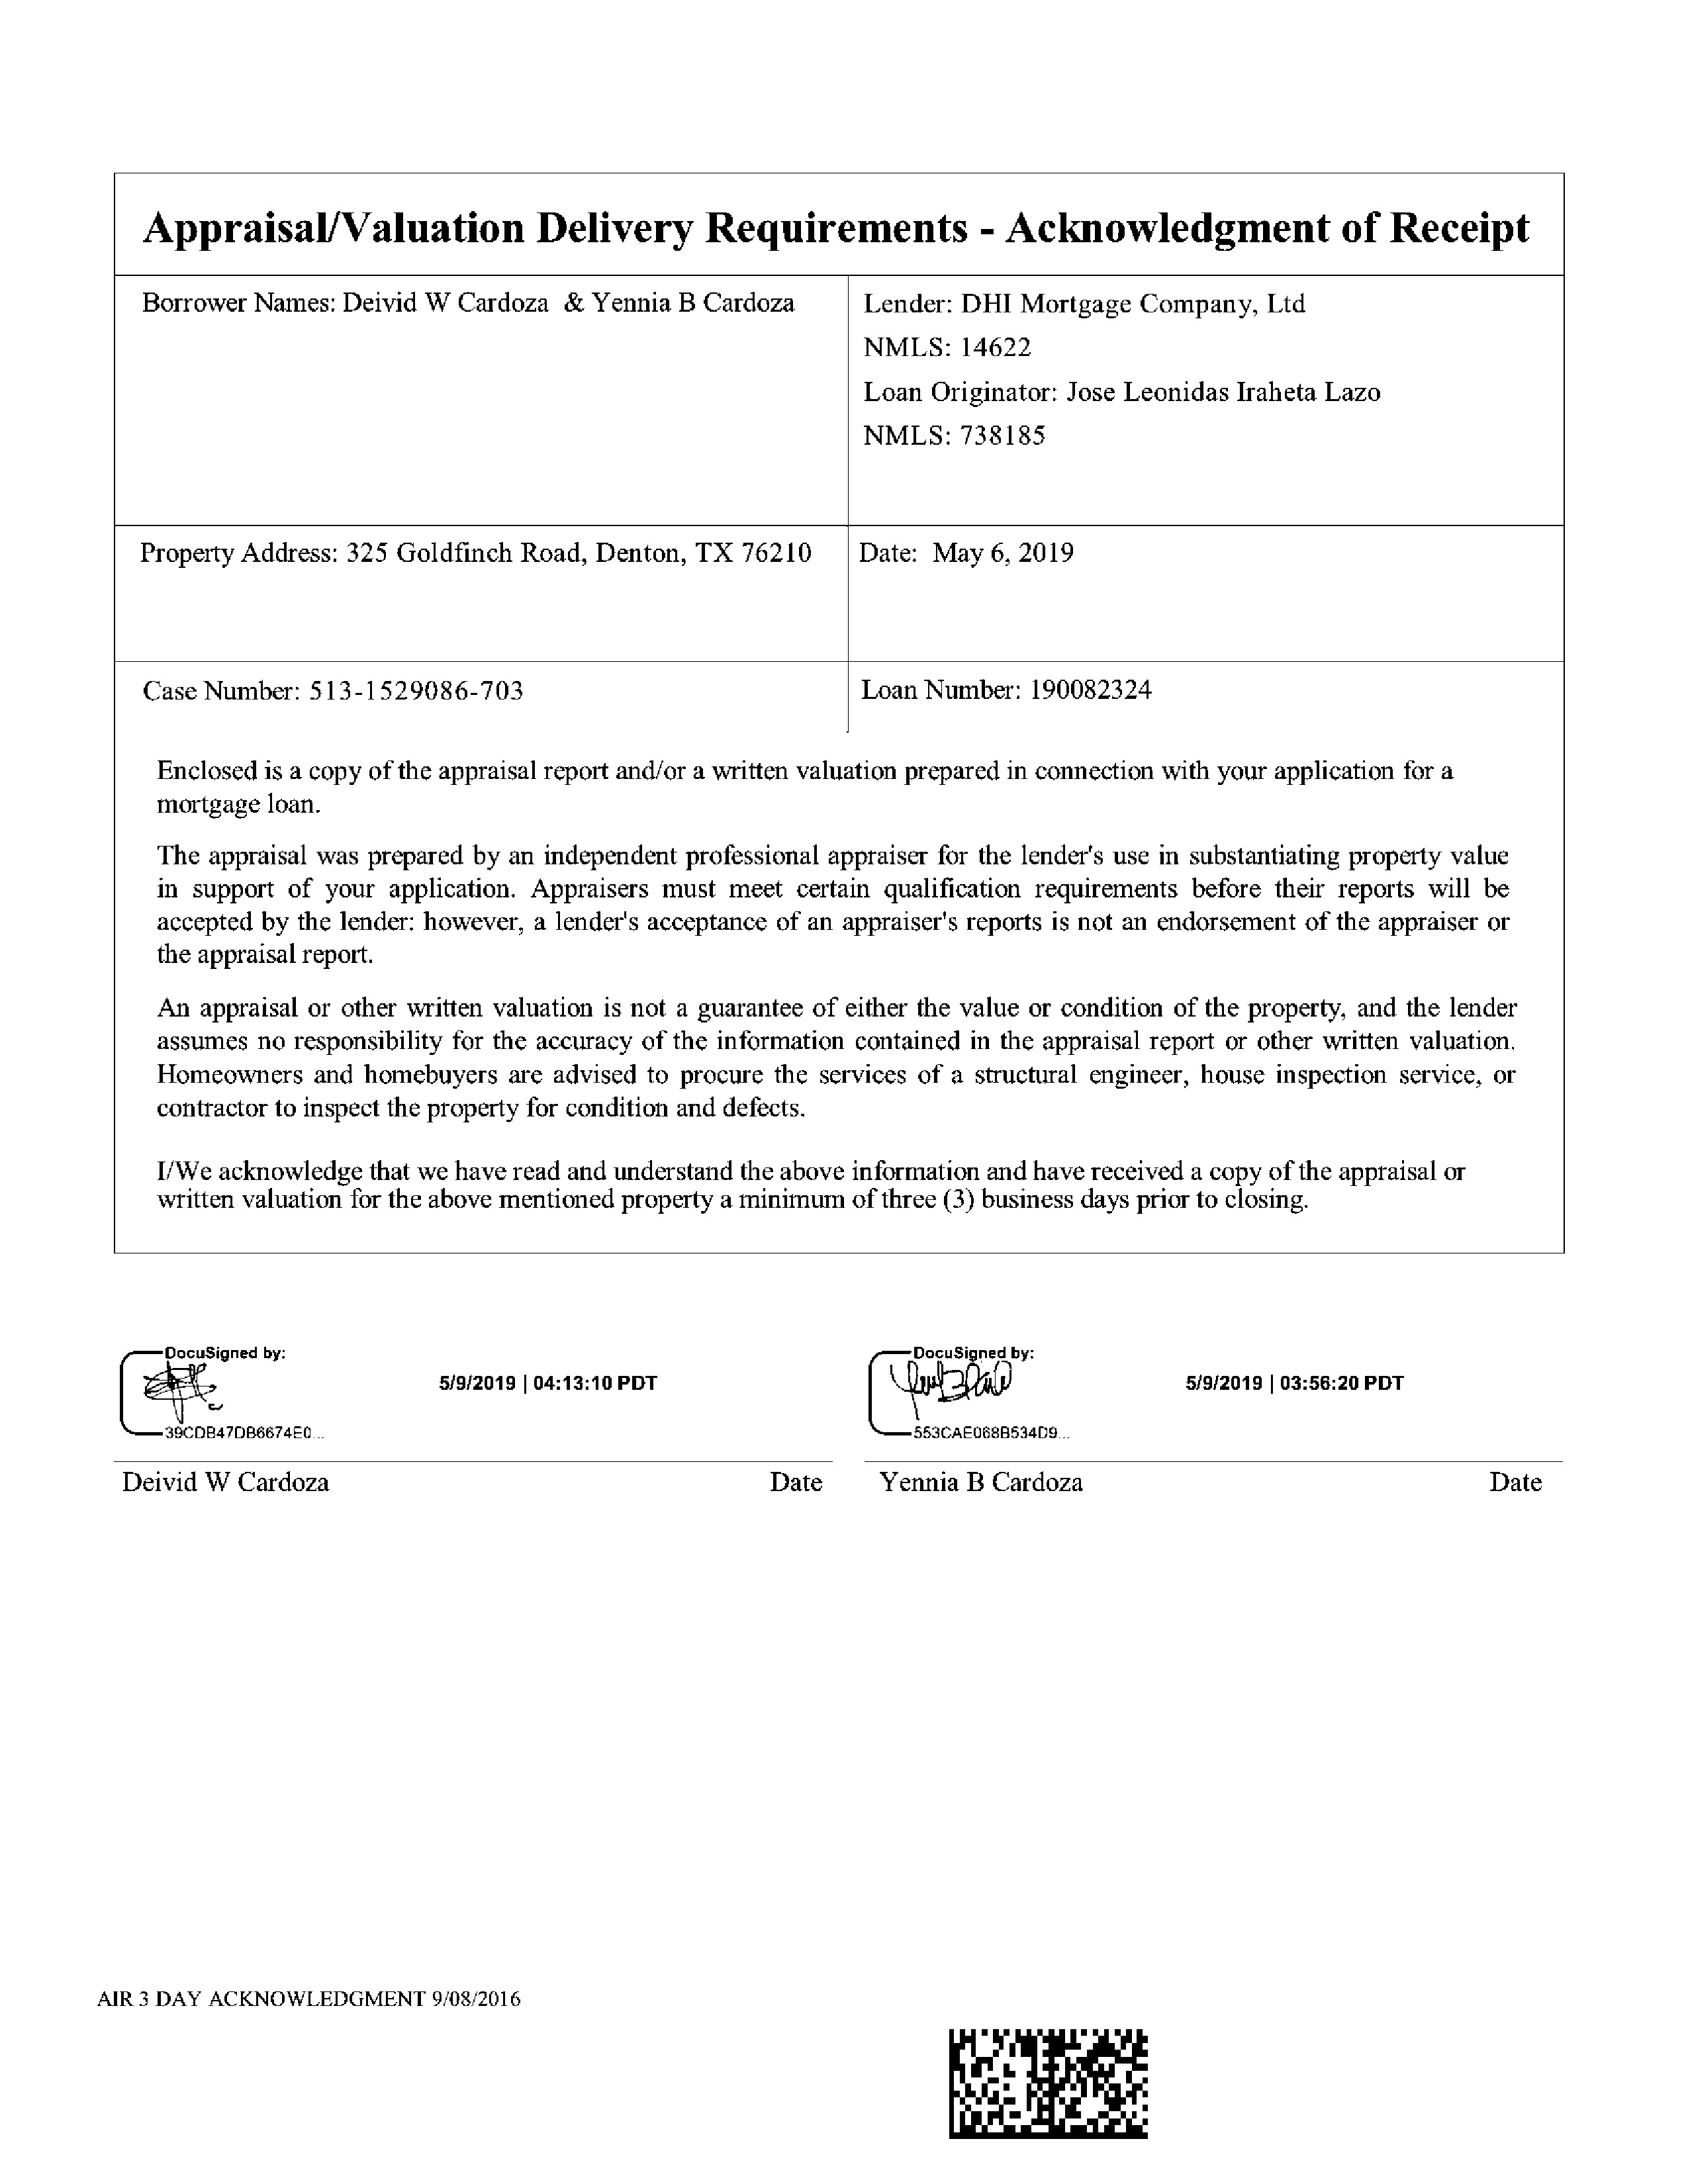 Appraisal/Valuation Delivery Requirements - Acknowledgment of Receipt
Borrower Names: Deivid W Cardoza & Yennia B Cardoza
Lender: DHI Mortgage Company, Ltd
NMLS: 14622
Loan Originator: Jose Leonidas Iraheta Lazo
NMLS: 738185
Property Address: 325 Goldfinch Road, Denton, TX 76210
Date: May 6, 2019
Case Number: 513-1529086-703
Loan Number: 190082324
Enclosed is a copy of the appraisal report and/or a written valuation prepared in connection with your application for a
mortgage loan.
The appraisal was prepared by an independent professional appraiser for the lender's use in substantiating property value
in support of your application. Appraisers must meet certain qualification requirements before their reports will be
accepted by the lender: however, a lender's acceptance of an appraiser's reports is not an endorsement of the appraiser or
the appraisal report.
An appraisal or other written valuation is not a guarantee of either the value or condition of the property, and the lender
assumes no responsibility for the accuracy of the information contained in the appraisal report or other written valuation.
Homeowners and homebuyers are advised to procure the services of a structural engineer, house inspection service, or
contractor to inspect the property for condition and defects.
I/We acknowledge that we have read and understand the above information and have received a copy of the appraisal or
written valuation for the above mentioned property a minimum of three (3) business days prior to closing.
DocuSigned by:
5/9/2019 | 04:13:10 PDT
39CDB47DB6674E0...
Deivid W Cardoza Date
DocuSigned by:
5/9/2019 | 03:56:20 PDT
553CAE068B534D9...
Yennia B Cardoza Date
AIR 3 DAY ACKNOWLEDGMENT 9/08/2016